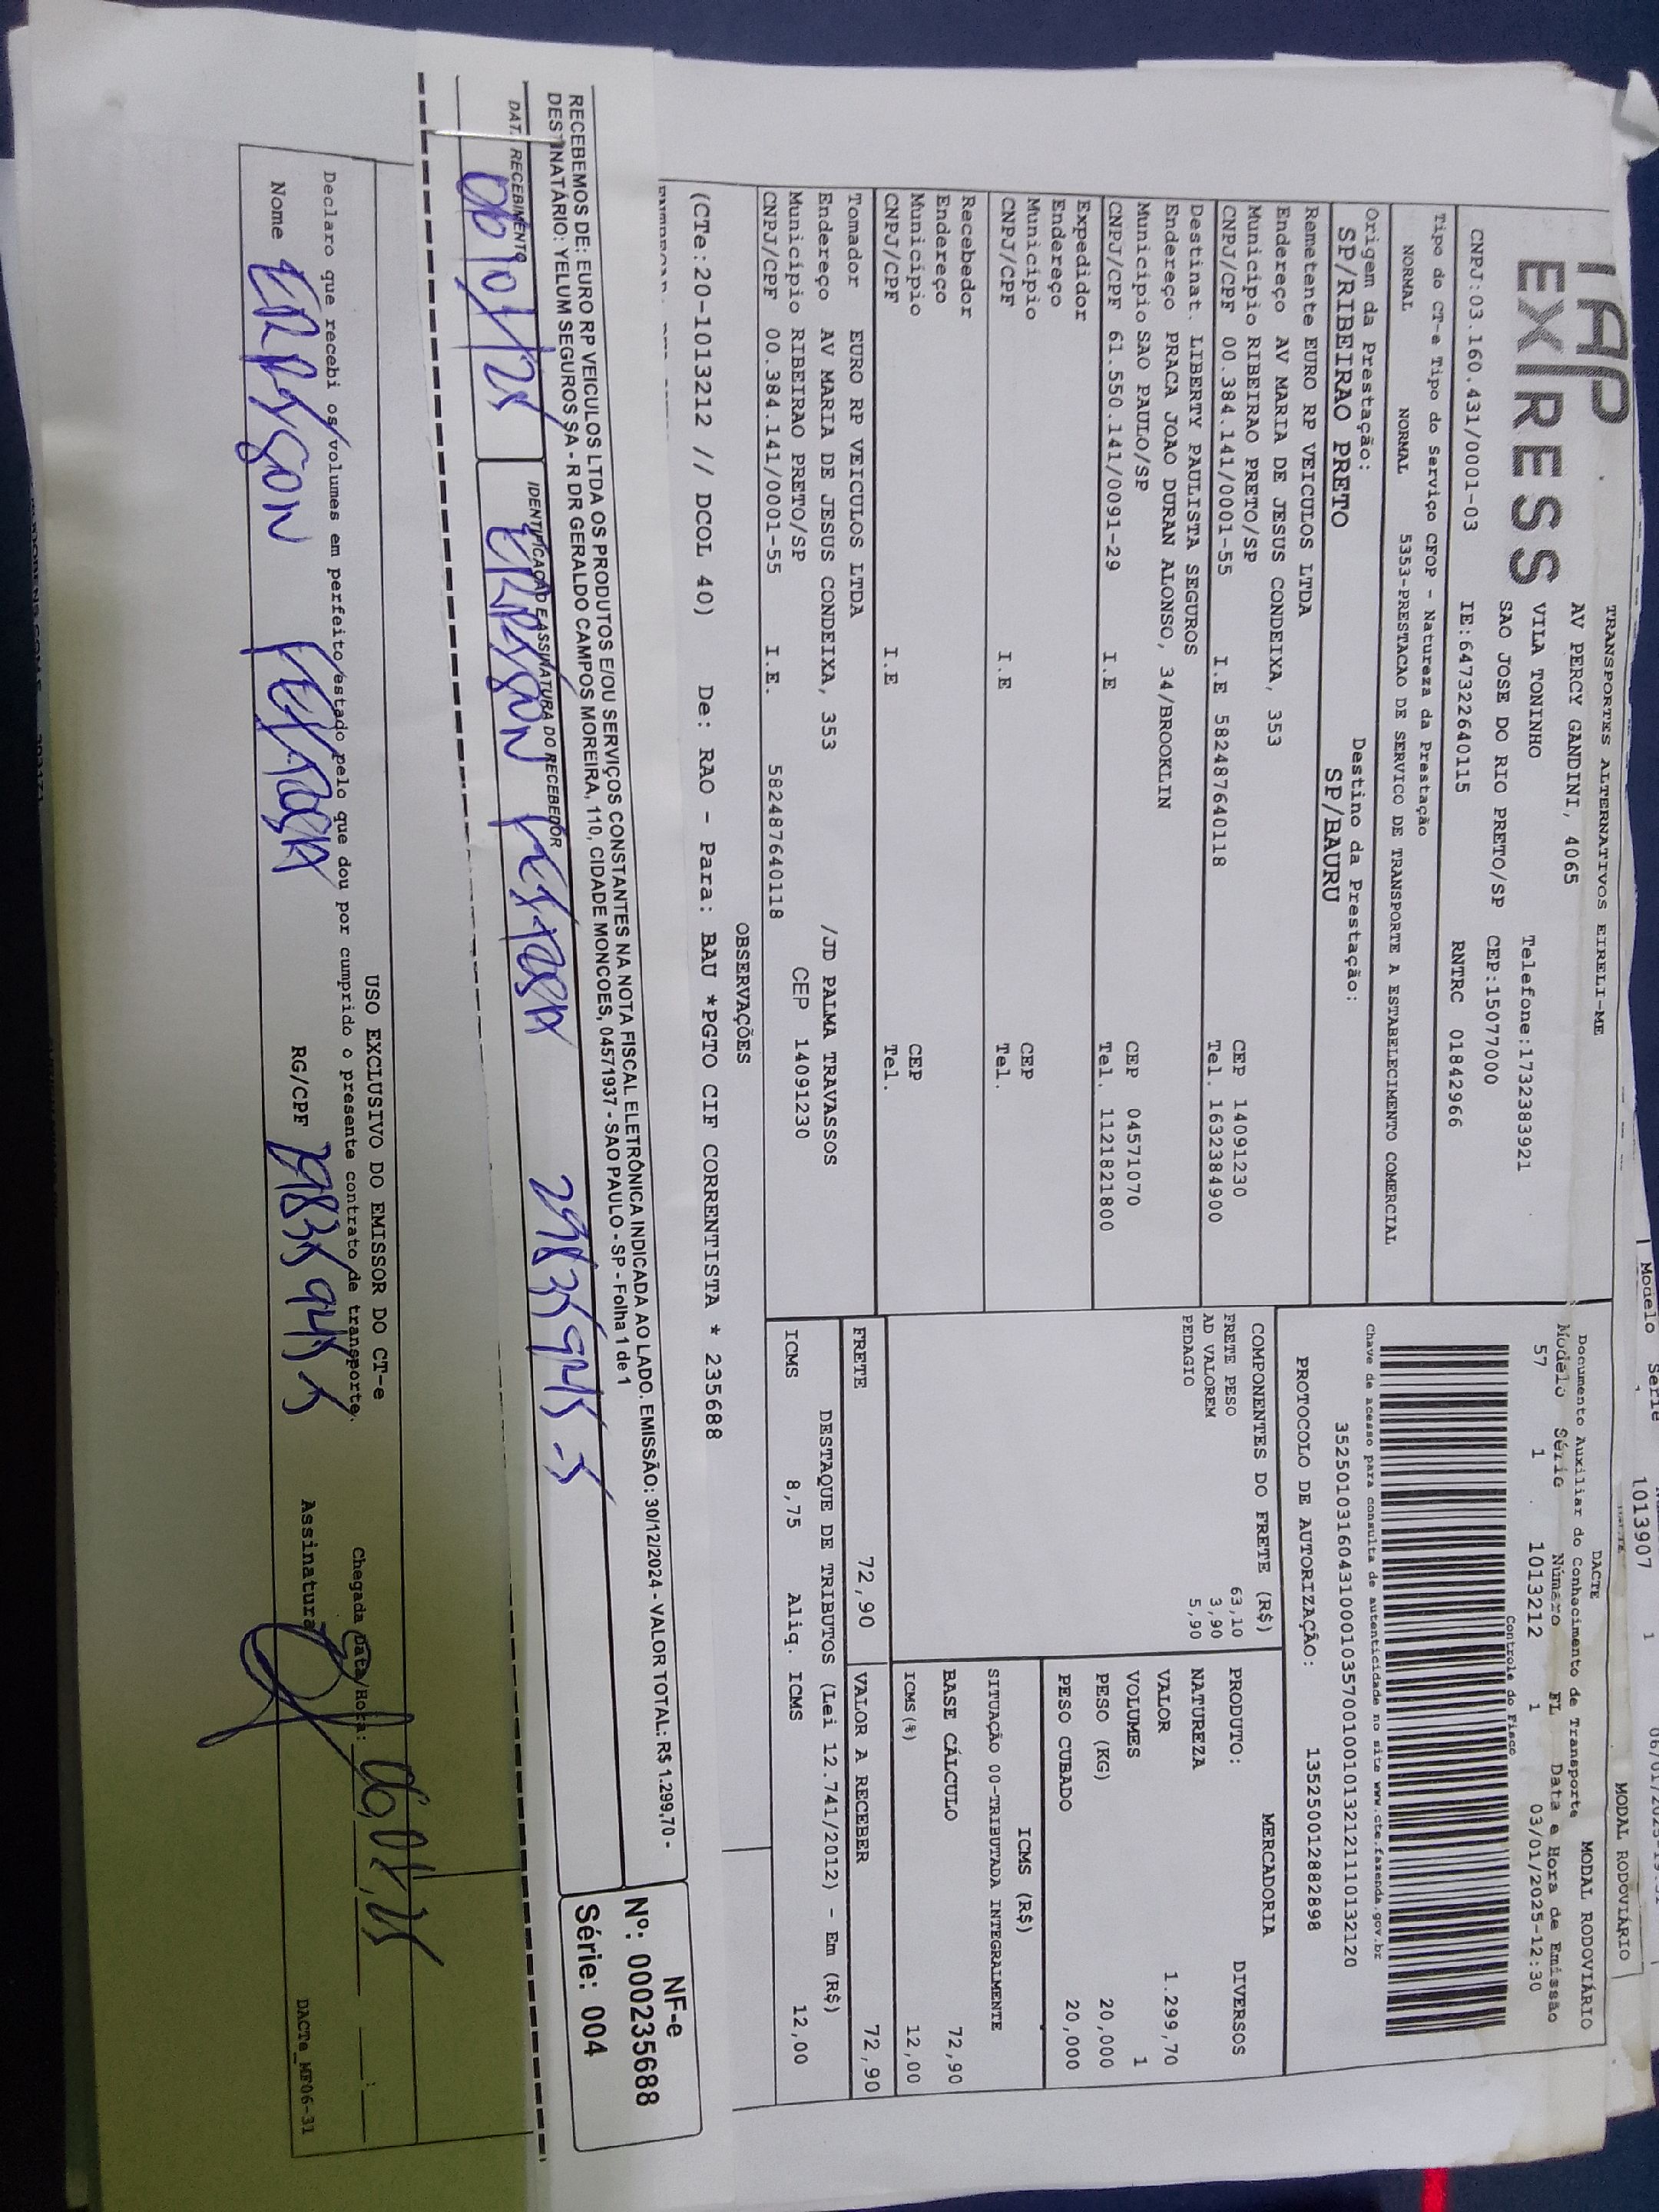 TRANSPORTES ALTERNATIVOS EIRELI-ME
TAP EXPRESS
AV PERCY GANDINI, 4065
VILA TONINHO Telefone:1732383921
SAO JOSE DO RIO PRETO/SP CEP:15077000
CNPJ:03.160.431/0001-03 IE:647322640115 RNTRC 01842966
Tipo do CT-e Tipo do Serviço CFOP - Natureza da Prestação
NORMAL NORMAL 5353-PRESTACAO DE SERVICO DE TRANSPORTE A ESTABELECIMENTO COMERCIAL
Origem da Prestação: Destino da Prestação:
SP/RIBEIRAO PRETO SP/BAURU
Remetente EURO RP VEICULOS LTDA
Endereço AV MARIA DE JESUS CONDEIXA, 353
Município RIBEIRAO PRETO/SP CEP 14091230
CNPJ/CPF 00.384.141/0001-55 I.E 582487640118 Tel. 1632384900
Destinat. LIBERTY PAULISTA SEGUROS
Endereço PRACA JOAO DURAN ALONSO, 34/BROOKLIN
Município SAO PAULO/SP CEP 04571070
CNPJ/CPF 61.550.141/0091-29 I.E Tel. 1121821800
Expedidor
Endereço
Município CEP
CNPJ/CPF I.E Tel.
Recebedor
Endereço
Município CEP
CNPJ/CPF I.E Tel.
Tomador EURO RP VEICULOS LTDA
Endereço AV MARIA DE JESUS CONDEIXA, 353 /JD PALMA TRAVASSOS
Município RIBEIRAO PRETO/SP CEP 14091230
CNPJ/CPF 00.384.141/0001-55 I.E. 582487640118
Modelo Série
1013907 1
MODAL RODOVIÁRIO
DACTE MODAL RODOVIÁRIO
Documento Auxiliar do Conhecimento de Transporte
Modelo Série Número FL Data e Hora de Emissão
57 1 1013212 1 03/01/2025-12:30
Controle do Fisco
Chave de acesso para consulta de autenticidade no site www.cte.fazenda.gov.br
35250103160431000103570010010132121110132120
PROTOCOLO DE AUTORIZAÇÃO: 135250012882898
COMPONENTES DO FRETE (R$)
FRETE PESO 63,10
AD VALOREM 3,90
PEDAGIO 5,90
MERCADORIA
PRODUTO: DIVERSOS
NATUREZA
VALOR 1.299,70
VOLUMES 1
PESO (KG) 20,000
PESO CUBADO 20,000
ICMS (R$)
SITUAÇÃO 00-TRIBUTADA INTEGRALMENTE
BASE CÁLCULO 72,90
ICMS(%) 12,00
FRETE 72,90 VALOR A RECEBER 72,90
DESTAQUE DE TRIBUTOS (Lei 12.741/2012) - Em (R$)
ICMS 8,75 Aliq. ICMS 12,00
OBSERVAÇÕES
(CTe:20-1013212 // DCOL 40) De: RAO - Para: BAU *PGTO CIF CORRENTISTA * 235688
RECEBEMOS DE: EURO RP VEICULOS LTDA OS PRODUTOS E/OU SERVIÇOS CONSTANTES NA NOTA FISCAL ELETRÔNICA INDICADA AO LADO. EMISSÃO: 30/12/2024 - VALOR TOTAL: R$ 1.299,70 -
DESTINATÁRIO: YELUM SEGUROS SA - R DR GERALDO CAMPOS MOREIRA, 110, CIDADE MONCOES, 04571937 - SAO PAULO - SP - Folha 1 de 1
NF-e
Nº: 000235688
Série: 004
DATA RECEBIMENTO IDENTIFICAÇÃO E ASSINATURA DO RECEBEDOR
USO EXCLUSIVO DO EMISSOR DO CT-e
Declaro que recebi os volumes em perfeito estado pelo que dou por cumprido o presente contrato de transporte. Chegada Data/Hora:
Nome RG/CPF Assinatura
DACTe_MF06-31